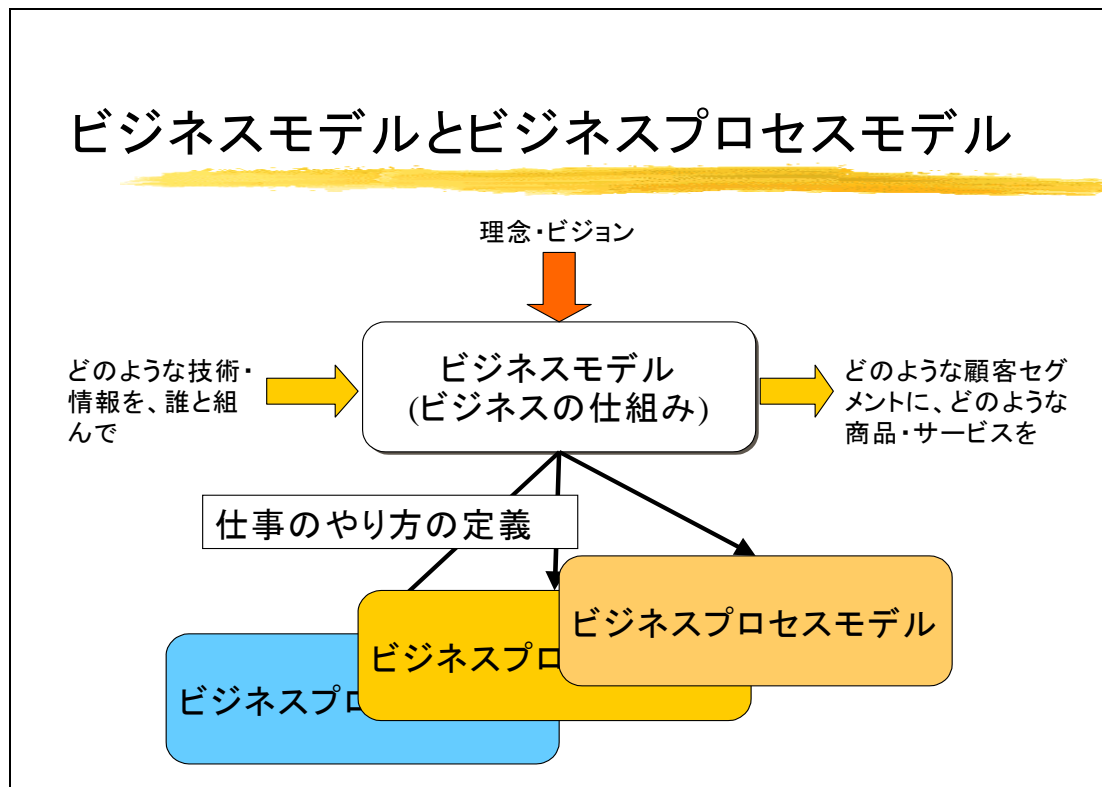 ビジネスモデルとビジネスプロセスモデル
理念・ビジョン
どのような技術・
情報を、誰と組
んで
ビジネスモデル
(ビジネスの仕組み)
どのような顧客セグ
メントに、どのような
商品・サービスを
仕事のやり方の定義
ビジネスプロセスモデル
ビジネスプロ
ビジネスプロ